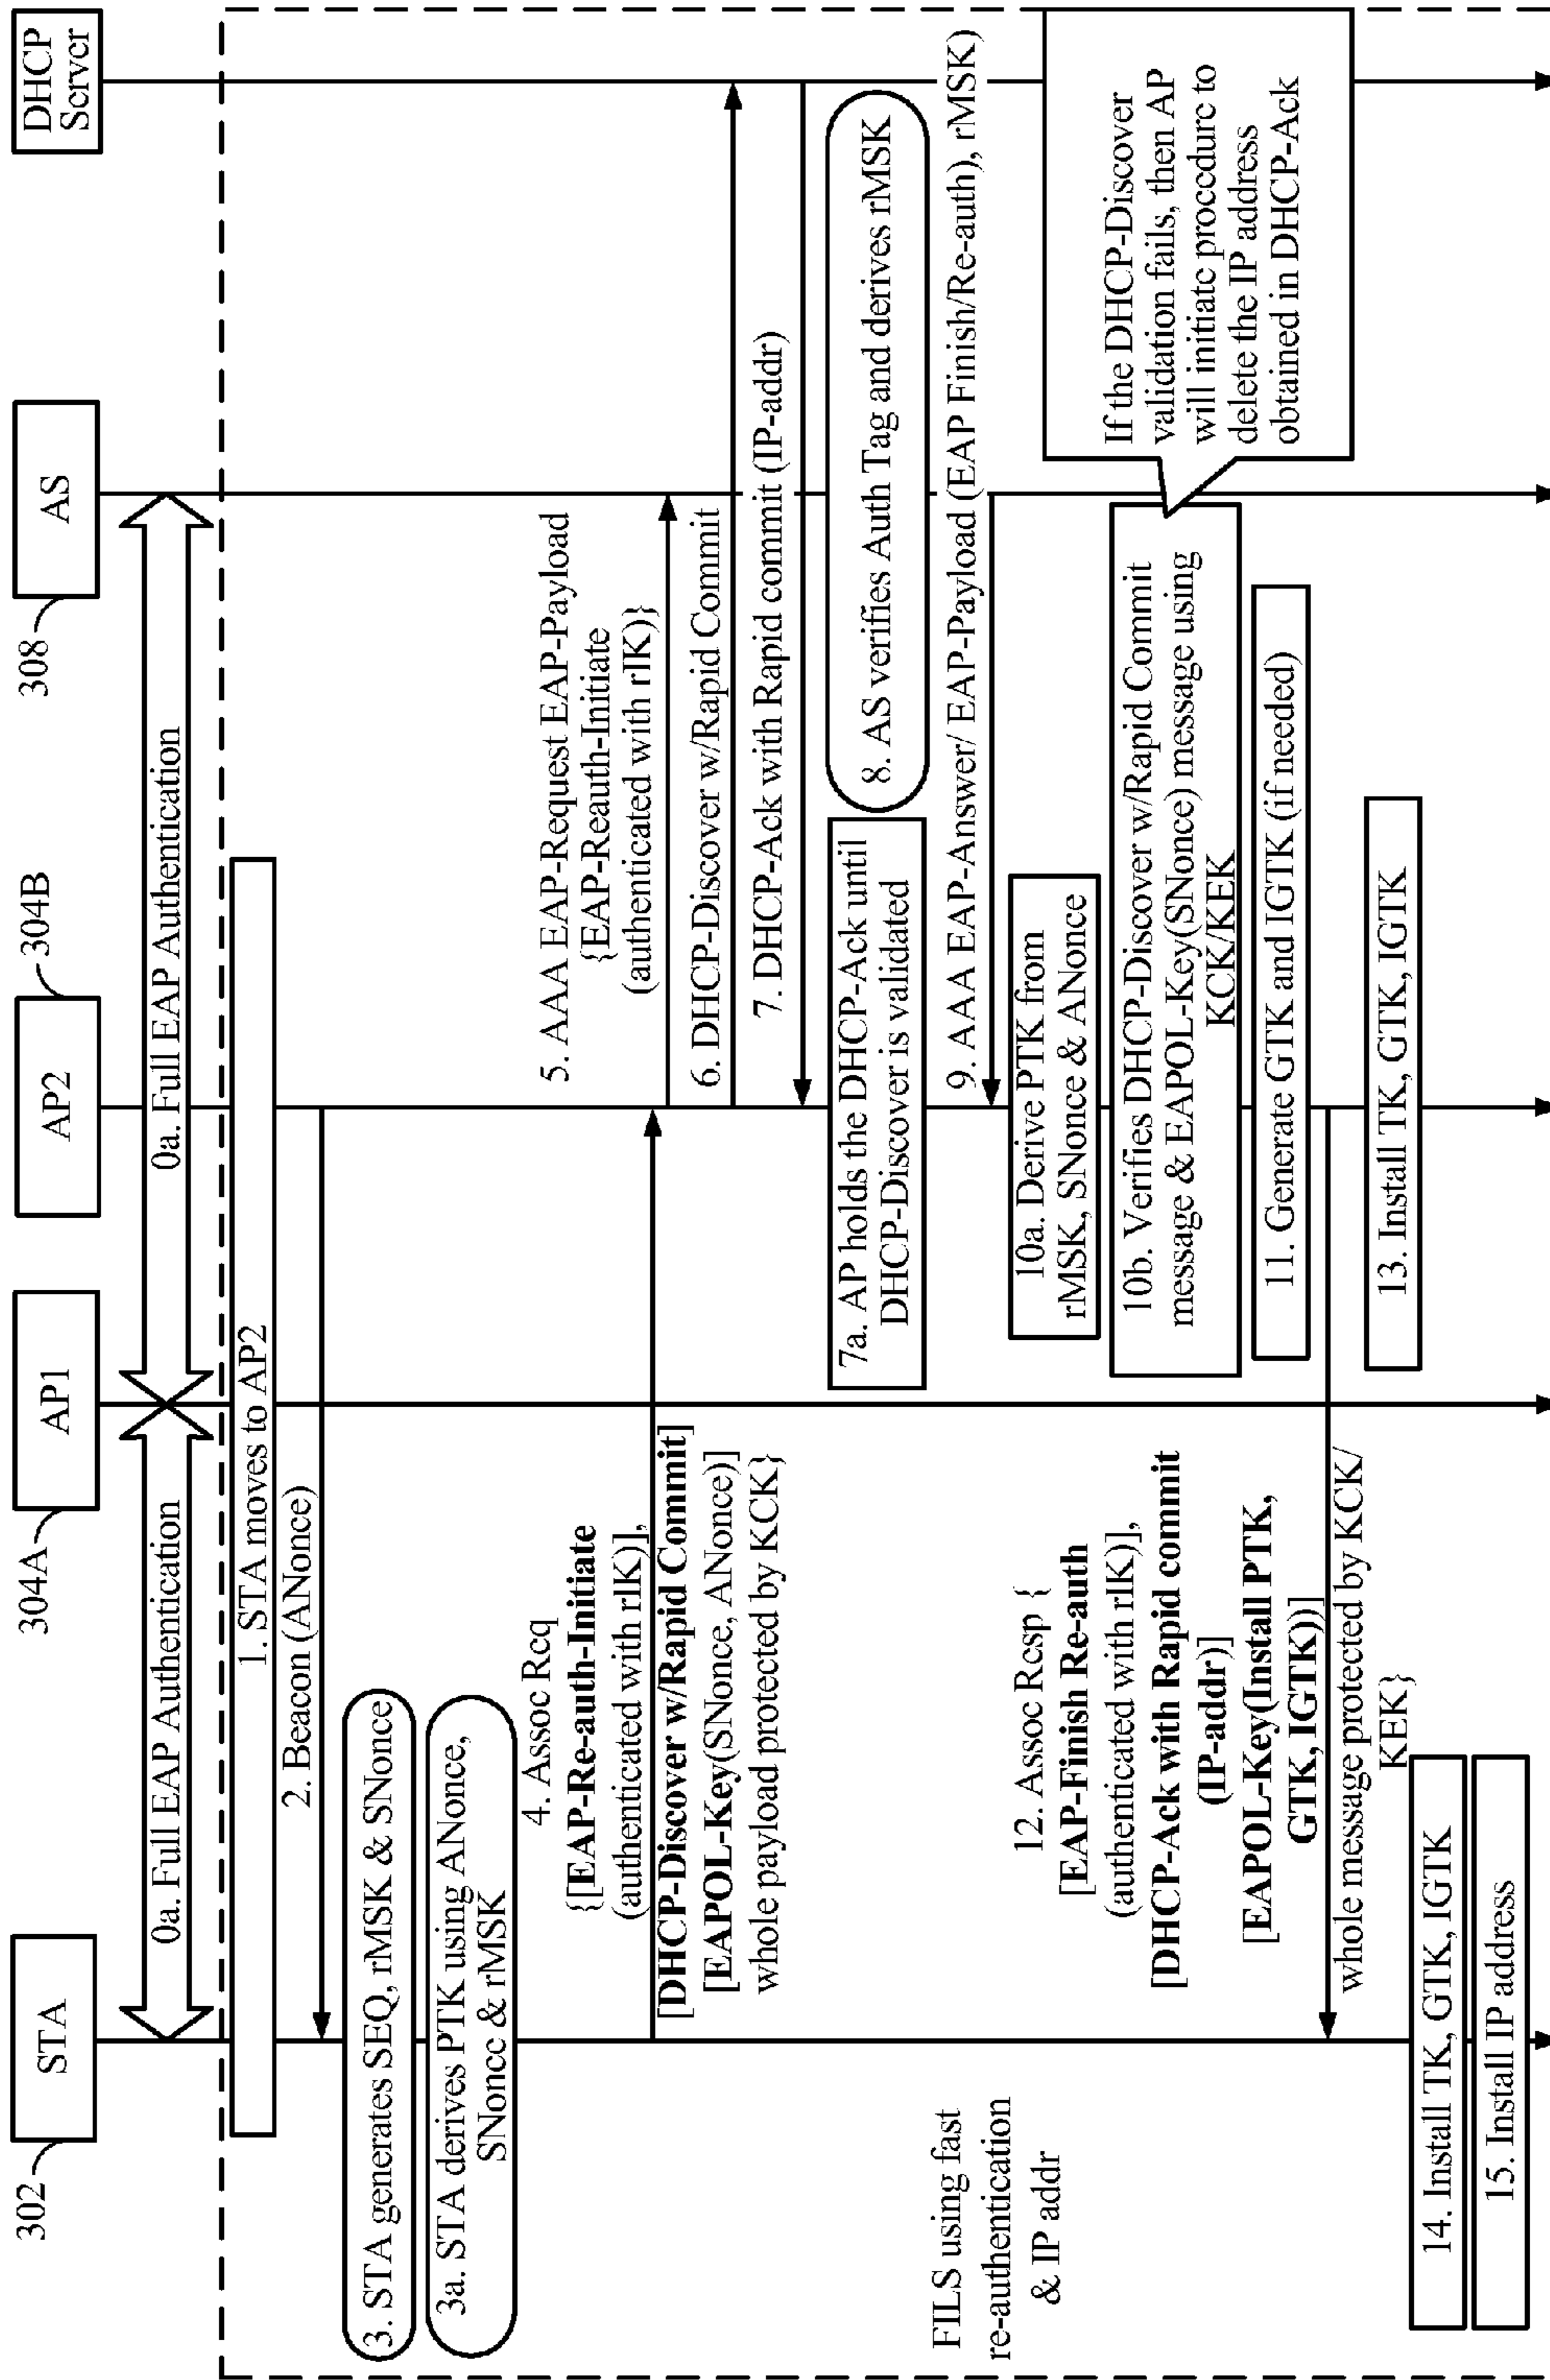 302
STA
304A
AP1
AP2
304B
308
AS
DHCP
Server
0a. Full EAP Authentication
0a. Full EAP Authentication
1. STA moves to AP2
2. Beacon (ANonce)
3. STA generates SEQ, rMSK & SNonce
3a. STA derives PTK using ANonce,
SNonce & rMSK
4. Assoc Req
{[EAP-Re-auth-Initiate
(authenticated with rIK)],
[DHCP-Discover w/Rapid Commit]
[EAPOL-Key(SNonce, ANonce)]
whole payload protected by KCK}
5. AAA EAP-Request EAP-Payload
{EAP-Reauth-Initiate
(authenticated with rIK)}
6. DHCP-Discover w/Rapid Commit
7. DHCP-Ack with Rapid commit (IP-addr)
7a. AP holds the DHCP-Ack until
DHCP-Discover is validated
8. AS verifies Auth Tag and derives rMSK
9. AAA EAP-Answer/ EAP-Payload (EAP Finish/Re-auth), rMSK)
FILS using fast
re-authentication
& IP addr
10a. Derive PTK from
rMSK, SNonce & ANonce
10b. Verifies DHCP-Discover w/Rapid Commit
message & EAPOL-Key(SNonce) message using
KCK/KEK
If the DHCP-Discover
validation fails, then AP
will initiate procedure to
delete the IP address
obtained in DHCP-Ack
11. Generate GTK and IGTK (if needed)
12. Assoc Resp {
[EAP-Finish Re-auth
(authenticated with rIK)],
[DHCP-Ack with Rapid commit
(IP-addr)]
[EAPOL-Key(Install PTK,
GTK, IGTK))]
whole message protected by KCK/
KEK}
13. Install TK, GTK, IGTK
14. Install TK, GTK, IGTK
15. Install IP address